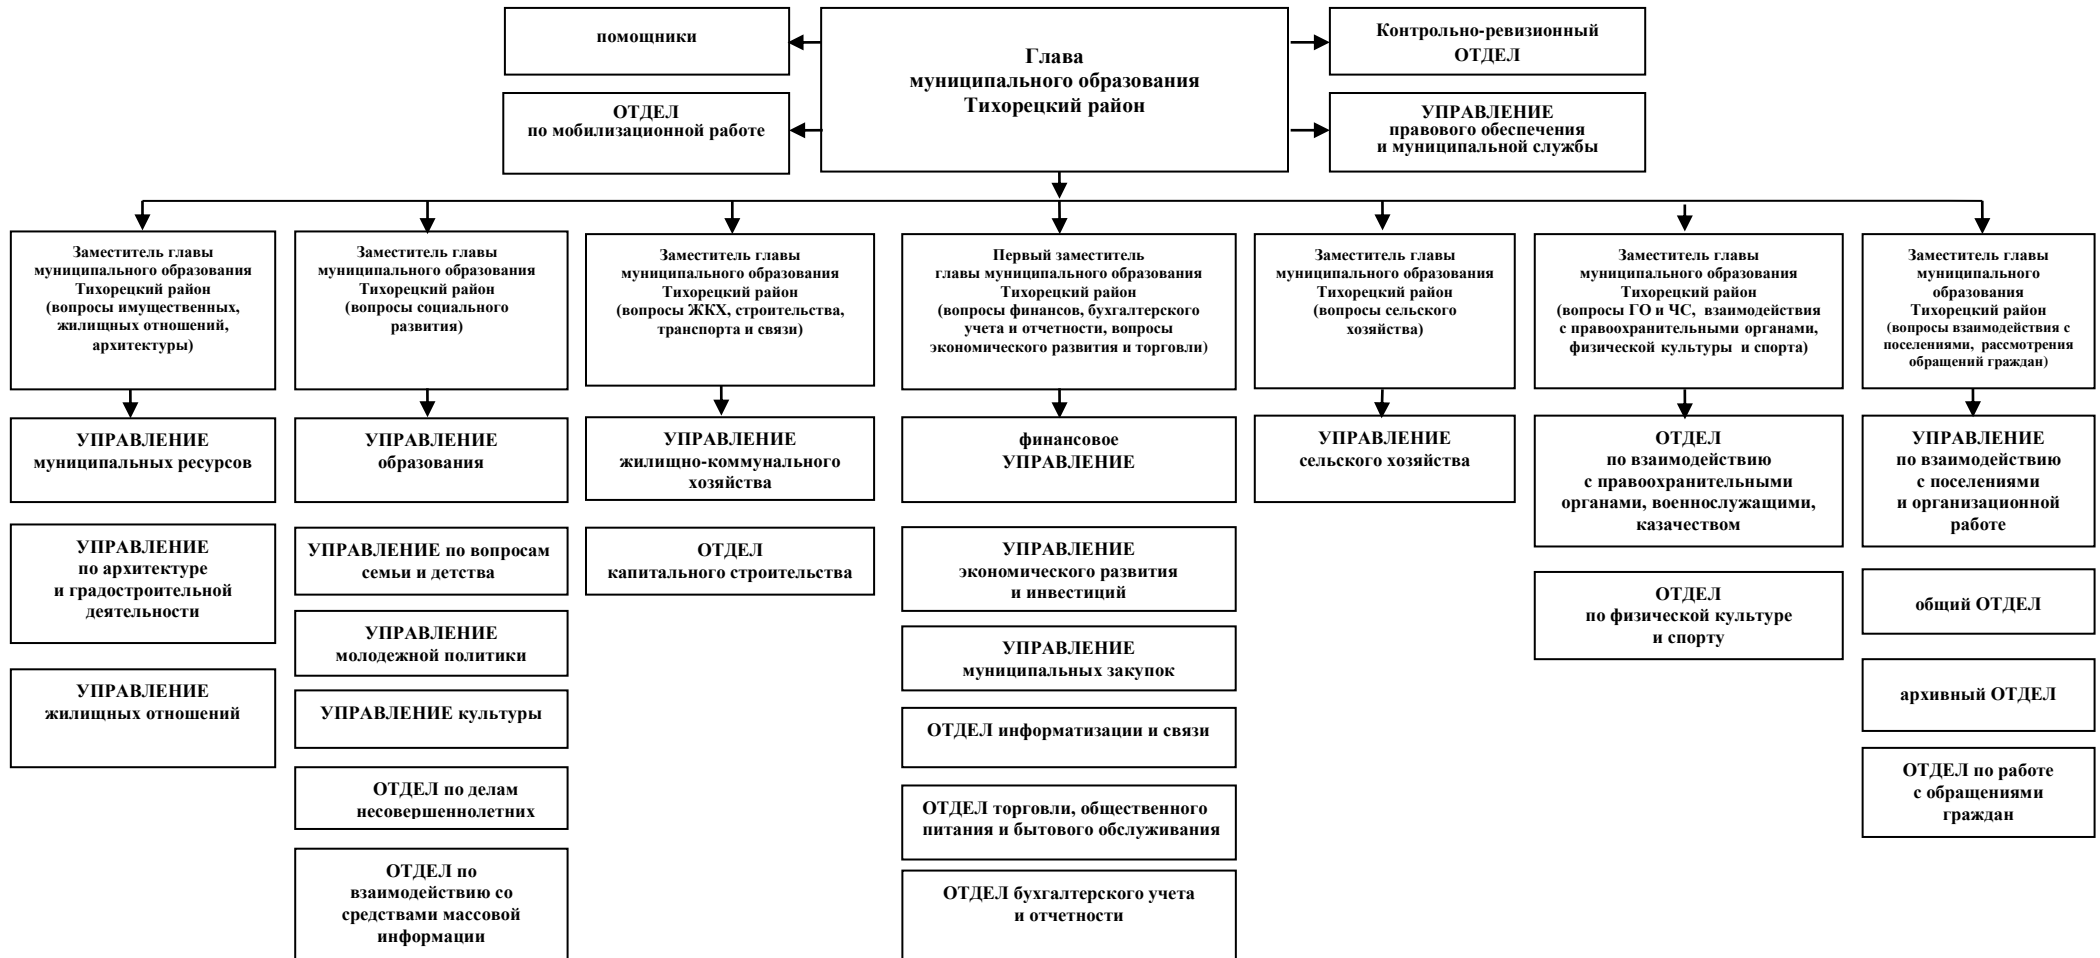 помощники
Глава
муниципального образования
Тихорецкий район
Контрольно-ревизионный
ОТДЕЛ
ОТДЕЛ
по мобилизационной работе
УПРАВЛЕНИЕ
правового обеспечения
и муниципальной службы
Заместитель главы
муниципального образования
Тихорецкий район
(вопросы имущественных,
жилищных отношений,
архитектуры)
Заместитель главы
муниципального образования
Тихорецкий район
(вопросы социального
развития)
Заместитель главы
муниципального образования
Тихорецкий район
(вопросы ЖКХ, строительства,
транспорта и связи)
Первый заместитель
главы муниципального образования
Тихорецкий район
(вопросы финансов, бухгалтерского
учета и отчетности, вопросы
экономического развития и торговли)
Заместитель главы
муниципального образования
Тихорецкий район
(вопросы сельского
хозяйства)
Заместитель главы
муниципального образования
Тихорецкий район
(вопросы ГО и ЧС, взаимодействия
с правоохранительными органами,
физической культуры и спорта)
Заместитель главы
муниципального
образования
Тихорецкий район
(вопросы взаимодействия с
поселениями, рассмотрения
обращений граждан)
УПРАВЛЕНИЕ
муниципальных ресурсов
УПРАВЛЕНИЕ
по архитектуре
и градостроительной
деятельности
УПРАВЛЕНИЕ
жилищных отношений
УПРАВЛЕНИЕ
образования
УПРАВЛЕНИЕ по вопросам
семьи и детства
УПРАВЛЕНИЕ
молодежной политики
УПРАВЛЕНИЕ культуры
ОТДЕЛ по делам
несовершеннолетних
ОТДЕЛ по
взаимодействию со
средствами массовой
информации
УПРАВЛЕНИЕ
жилищно-коммунального
хозяйства
ОТДЕЛ
капитального строительства
финансовое
УПРАВЛЕНИЕ
УПРАВЛЕНИЕ
экономического развития
и инвестиций
УПРАВЛЕНИЕ
муниципальных закупок
ОТДЕЛ информатизации и связи
ОТДЕЛ торговли, общественного
питания и бытового обслуживания
ОТДЕЛ бухгалтерского учета
и отчетности
УПРАВЛЕНИЕ
сельского хозяйства
ОТДЕЛ
по взаимодействию
с правоохранительными
органами, военнослужащими,
казачеством
ОТДЕЛ
по физической культуре
и спорту
УПРАВЛЕНИЕ
по взаимодействию
с поселениями
и организационной
работе
общий ОТДЕЛ
архивный ОТДЕЛ
ОТДЕЛ по работе
с обращениями
граждан